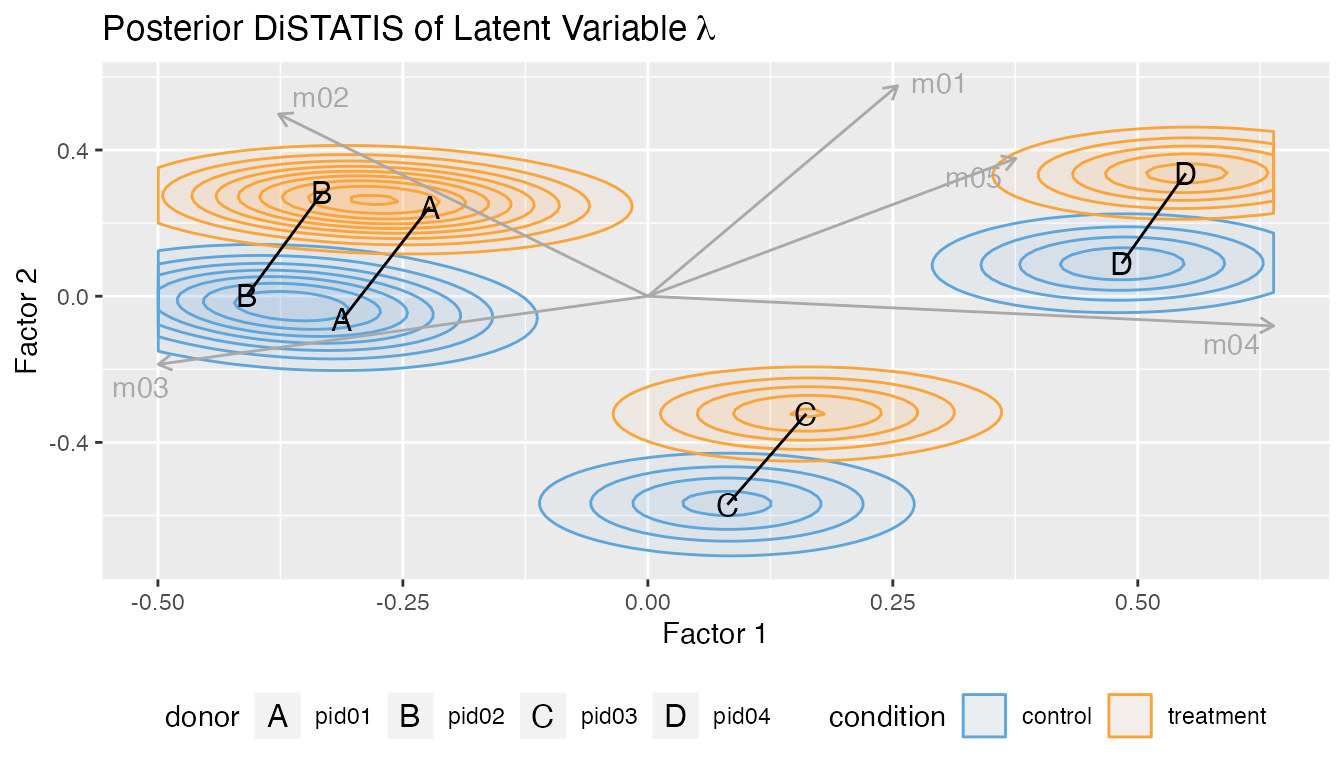 Posterior DiSTATIS of Latent Variable λ
m02
m01
m05
B
A
D
D
B
A
m03
m04
C
C
0.4
0.0
-0.4
Factor 2
-0.50 -0.25 0.00 0.25 0.50
Factor 1
donor A pid01 B pid02 C pid03 D pid04 condition control treatment